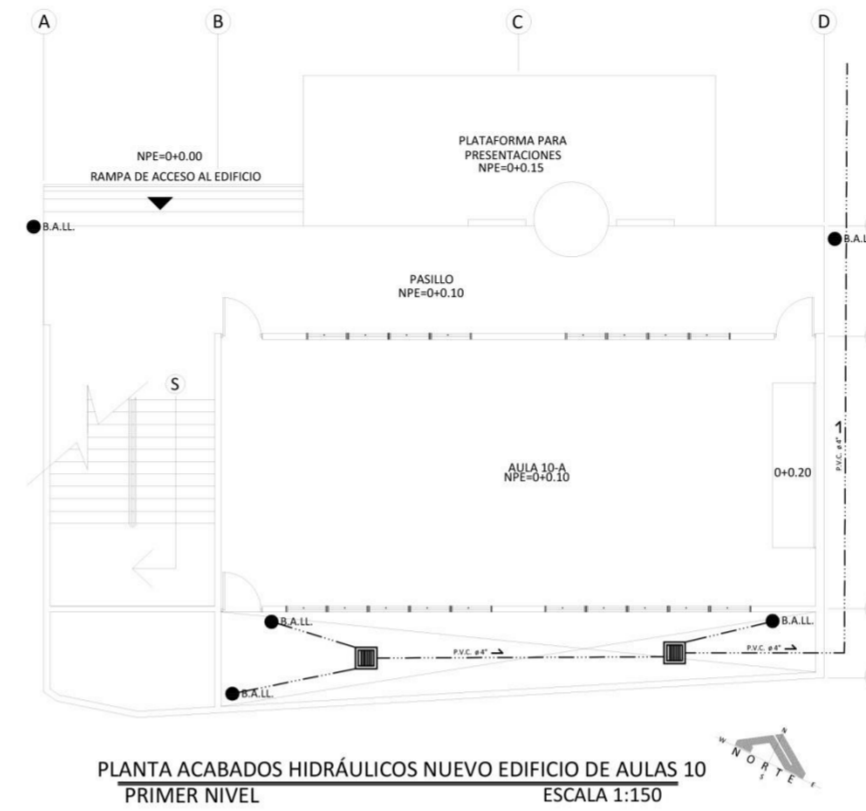 A B C D
NPE=0+0.00
RAMPA DE ACCESO AL EDIFICIO
PLATAFORMA PARA
PRESENTACIONES
NPE=0+0.15
B.A.LL.
B.A.L
PASILLO
NPE=0+0.10
S
AULA 10-A
NPE=0+0.10
0+0.20
P.V.C. ø4"
B.A.LL.
B.A.LL.
P.V.C. ø4"
P.V.C. ø4"
B.A.LL.
PLANTA ACABADOS HIDRÁULICOS NUEVO EDIFICIO DE AULAS 10
PRIMER NIVEL ESCALA 1:150
N
W
NORTE
S
E